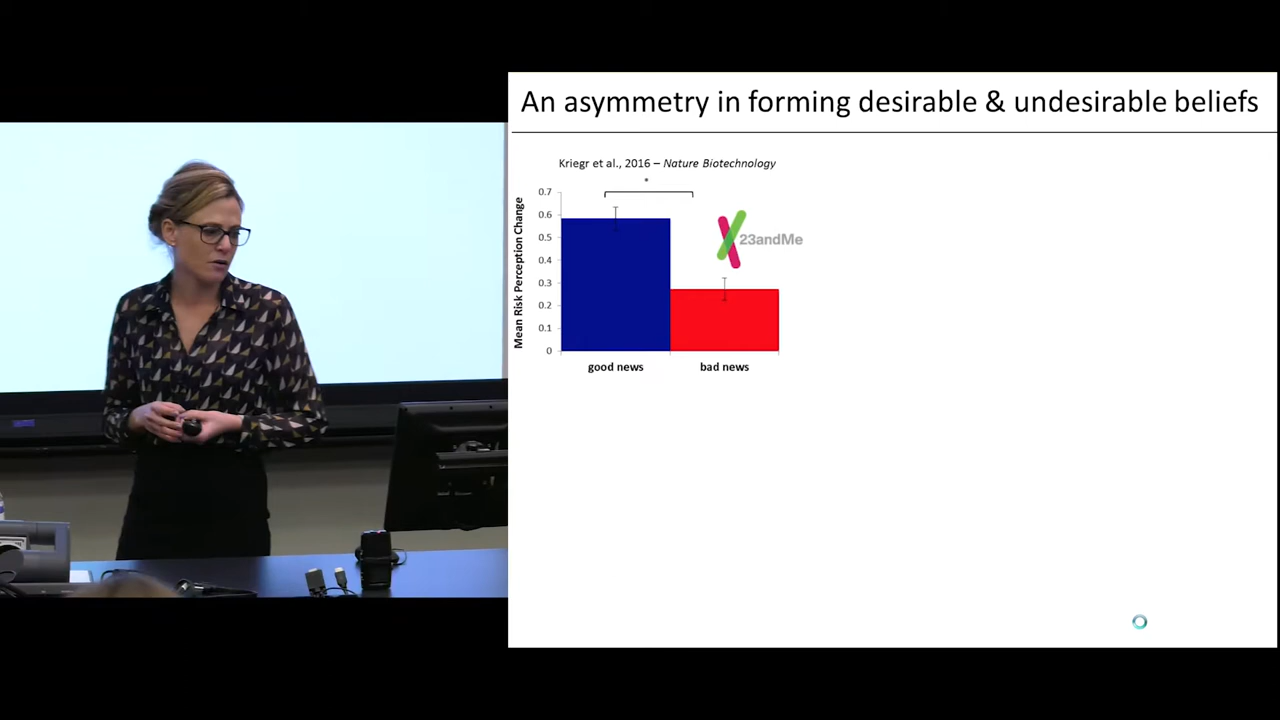 An asymmetry in forming desirable & undesirable beliefs
Kriegr et al., 2016 – Nature Biotechnology
*
Mean Risk Perception Change
0.7
0.6
0.5
0.4
0.3
0.2
0.1
0
23andMe
good news
bad news